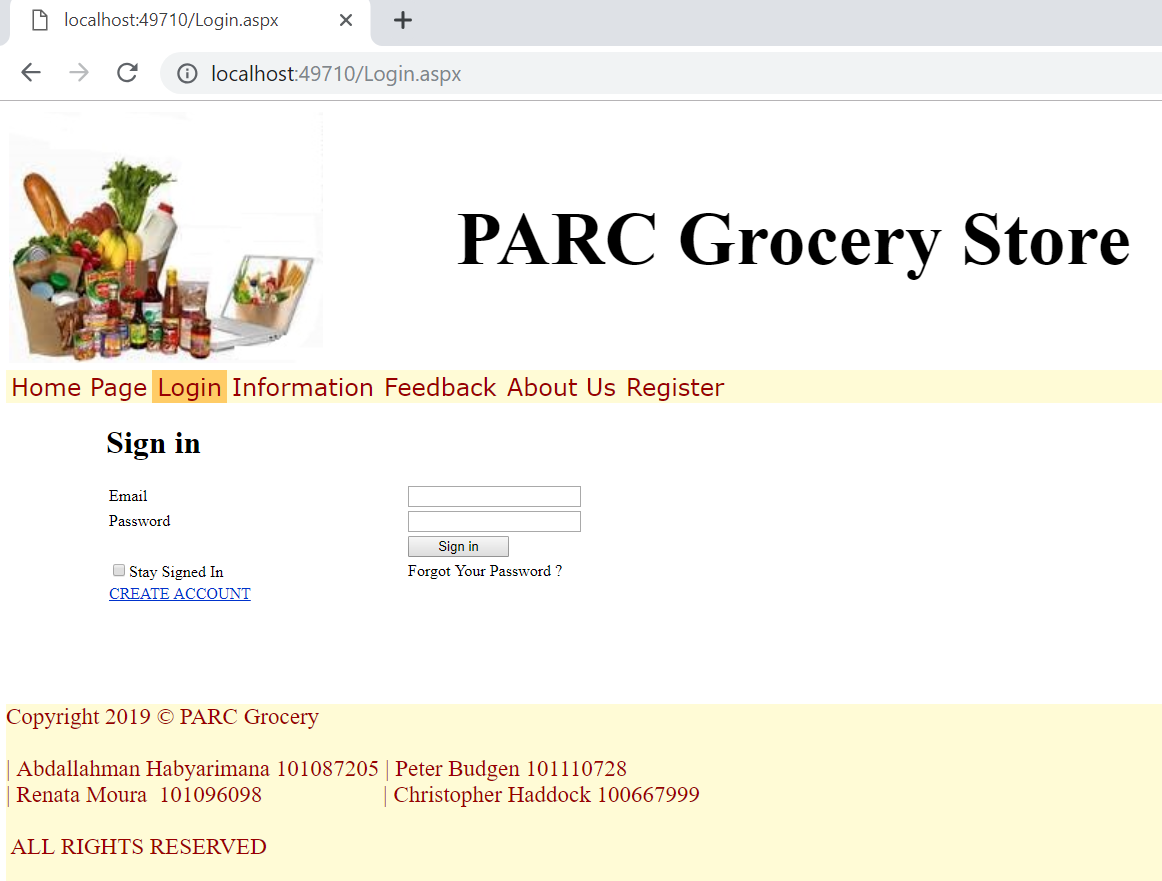 localhost:49710/Login.aspx
localhost:49710/Login.aspx
PARC Grocery Store
Home Page Login Information Feedback About Us Register
Sign in
Email
Password
Sign in
Stay Signed In Forgot Your Password ?
CREATE ACCOUNT
Copyright 2019 © PARC Grocery
| Abdallahman Habyarimana 101087205 | Peter Budgen 101110728
| Renata Moura 101096098 | Christopher Haddock 100667999
ALL RIGHTS RESERVED